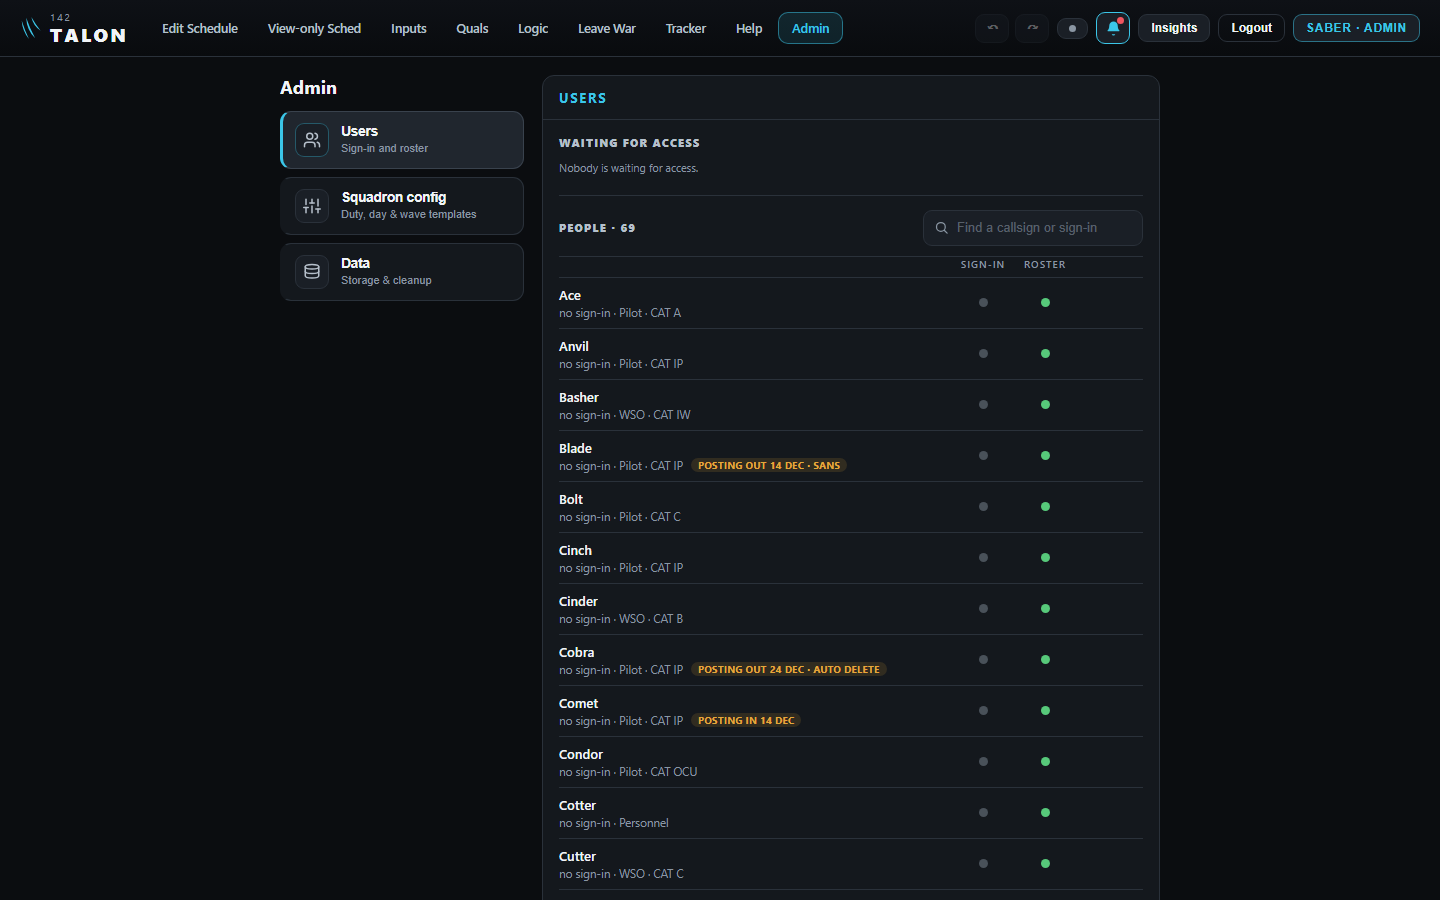 142
TALON
Edit Schedule
View-only Sched
Inputs
Quals
Logic
Leave War
Tracker
Help
Admin
Insights
Logout
SABER · ADMIN
Admin
Users
Sign-in and roster
Squadron config
Duty, day & wave templates
Data
Storage & cleanup
USERS
WAITING FOR ACCESS
Nobody is waiting for access.
PEOPLE · 69
Find a callsign or sign-in
SIGN-IN ROSTER
Ace
no sign-in · Pilot · CAT A
Anvil
no sign-in · Pilot · CAT IP
Basher
no sign-in · WSO · CAT IW
Blade
no sign-in · Pilot · CAT IP POSTING OUT 14 DEC · SANS
Bolt
no sign-in · Pilot · CAT C
Cinch
no sign-in · Pilot · CAT IP
Cinder
no sign-in · WSO · CAT B
Cobra
no sign-in · Pilot · CAT IP POSTING OUT 24 DEC · AUTO DELETE
Comet
no sign-in · Pilot · CAT IP POSTING IN 14 DEC
Condor
no sign-in · Pilot · CAT OCU
Cotter
no sign-in · Personnel
Cutter
no sign-in · WSO · CAT C